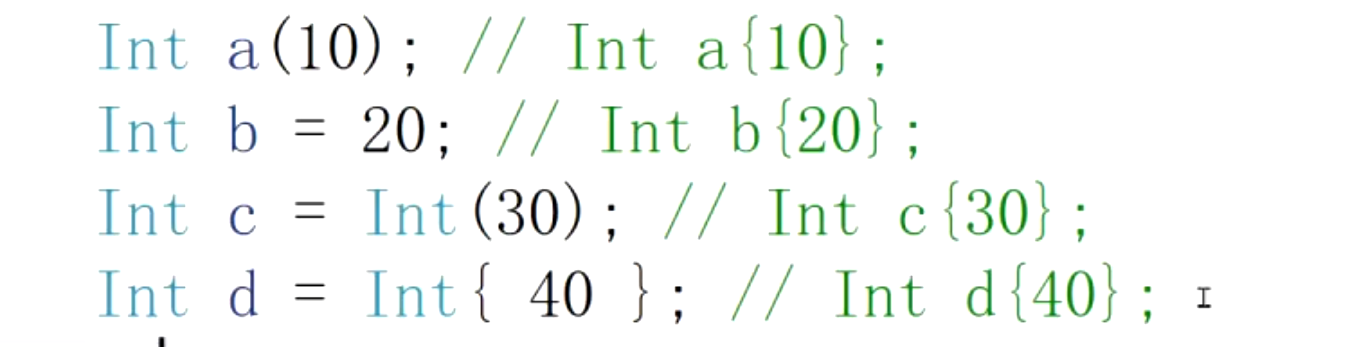 Int a(10); // Int a{10};
Int b = 20; // Int b{20};
Int c = Int(30); // Int c{30};
Int d = Int{ 40 }; // Int d{40};